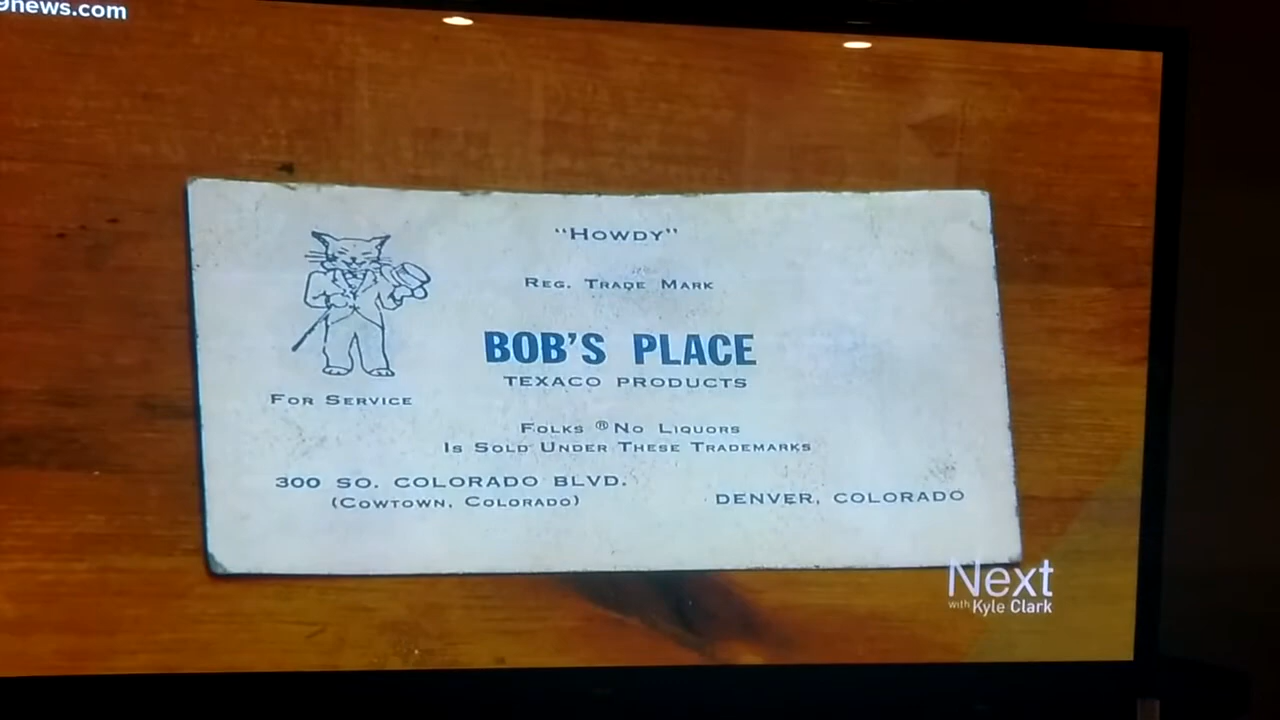 9news.com
"HOWDY"
REG. TRADE MARK
BOB'S PLACE
TEXACO PRODUCTS
FOR SERVICE
FOLKS ® NO LIQUORS
IS SOLD UNDER THESE TRADEMARKS
300 SO. COLORADO BLVD.
(COWTOWN, COLORADO)
DENVER, COLORADO
Next
with Kyle Clark